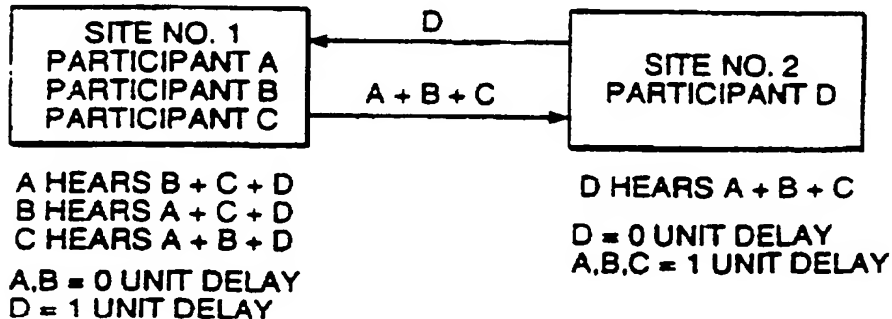 SITE NO. 1
PARTICIPANT A
PARTICIPANT B
PARTICIPANT C
D
A + B + C
SITE NO. 2
PARTICIPANT D
A HEARS B + C + D
B HEARS A + C + D
C HEARS A + B + D
A,B = 0 UNIT DELAY
D = 1 UNIT DELAY
D HEARS A + B + C
D = 0 UNIT DELAY
A,B,C = 1 UNIT DELAY